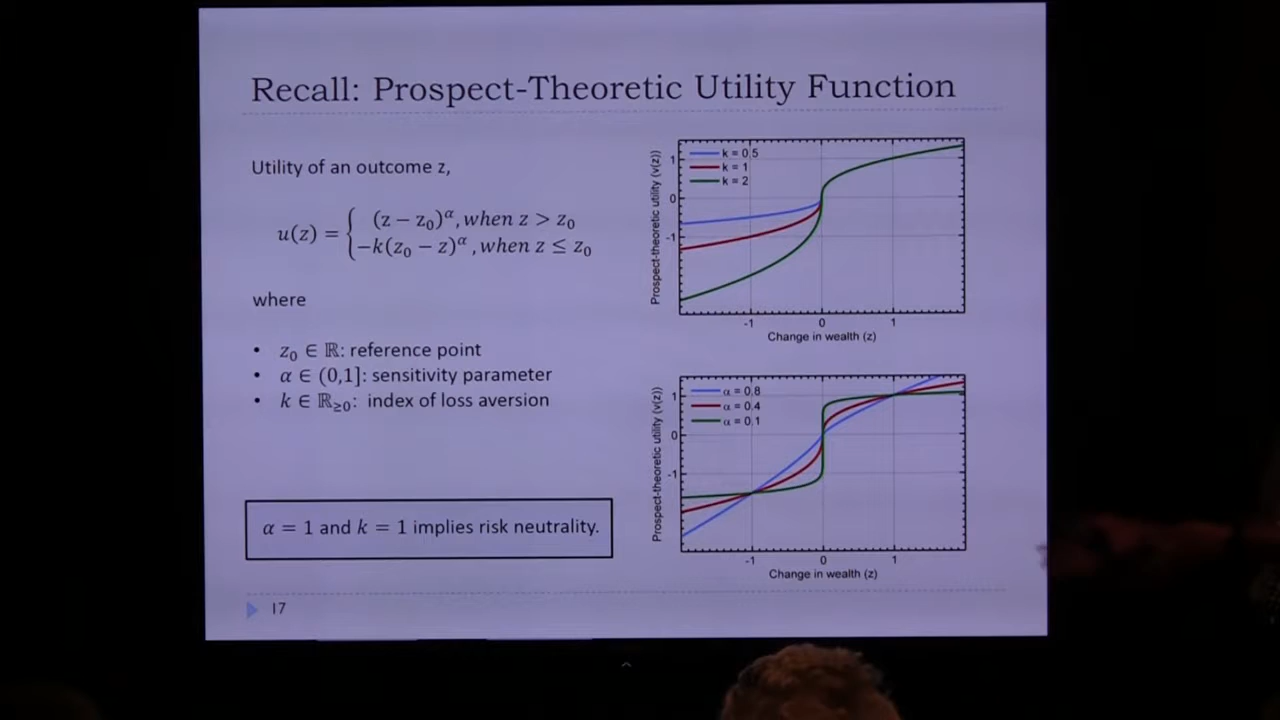 Recall: Prospect-Theoretic Utility Function
Utility of an outcome z,
u(z) = { (z − z₀)^α, when z > z₀
−k(z₀ − z)^α, when z ≤ z₀
where
• z₀ ∈ ℝ: reference point
• α ∈ (0,1]: sensitivity parameter
• k ∈ ℝ≥₀: index of loss aversion
α = 1 and k = 1 implies risk neutrality.
17
Prospect-theoretic utility (v(z))
k = 0.5
k = 1
k = 2
1
0
-1
-1 0 1
Change in wealth (z)
Prospect-theoretic utility (v(z))
α = 0.8
α = 0.4
α = 0.1
1
0
-1
-1 0 1
Change in wealth (z)